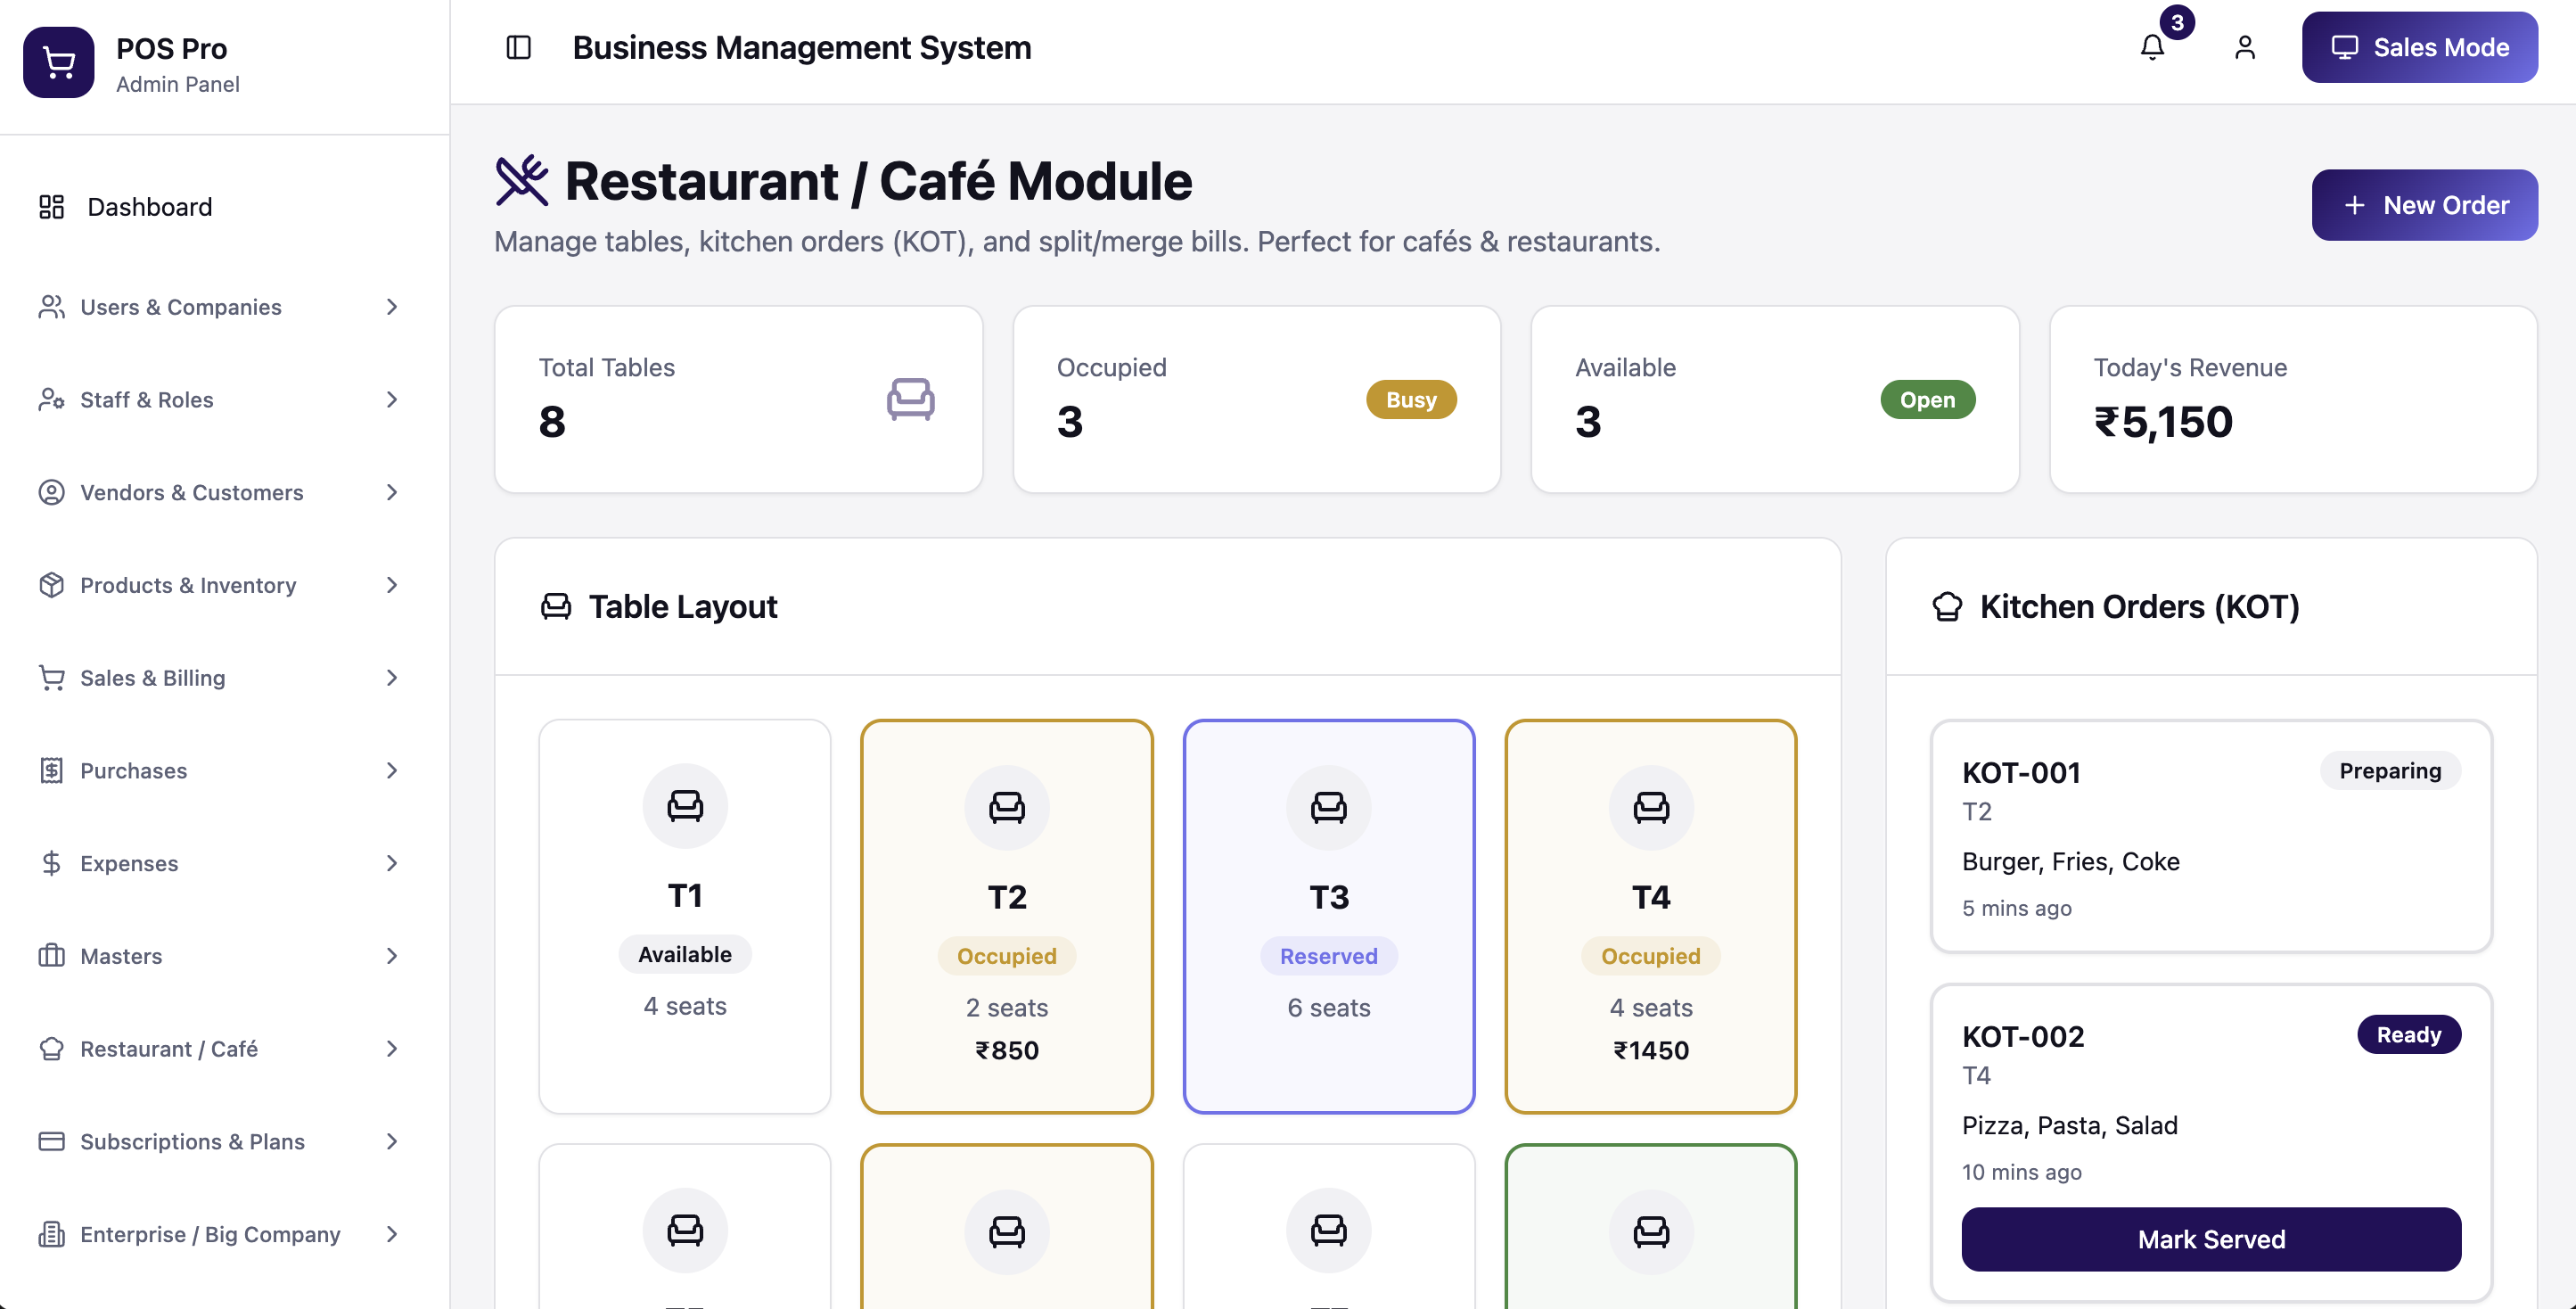 POS Pro
Admin Panel
Dashboard
Users & Companies
Staff & Roles
Vendors & Customers
Products & Inventory
Sales & Billing
Purchases
Expenses
Masters
Restaurant / Café
Subscriptions & Plans
Enterprise / Big Company
Business Management System
3
Sales Mode
Restaurant / Café Module
Manage tables, kitchen orders (KOT), and split/merge bills. Perfect for cafés & restaurants.
New Order
Total Tables
8
Occupied
3
Busy
Available
3
Open
Today's Revenue
₹5,150
Table Layout
T1
Available
4 seats
T2
Occupied
2 seats
₹850
T3
Reserved
6 seats
T4
Occupied
4 seats
₹1450
Kitchen Orders (KOT)
KOT-001
Preparing
T2
Burger, Fries, Coke
5 mins ago
KOT-002
Ready
T4
Pizza, Pasta, Salad
10 mins ago
Mark Served